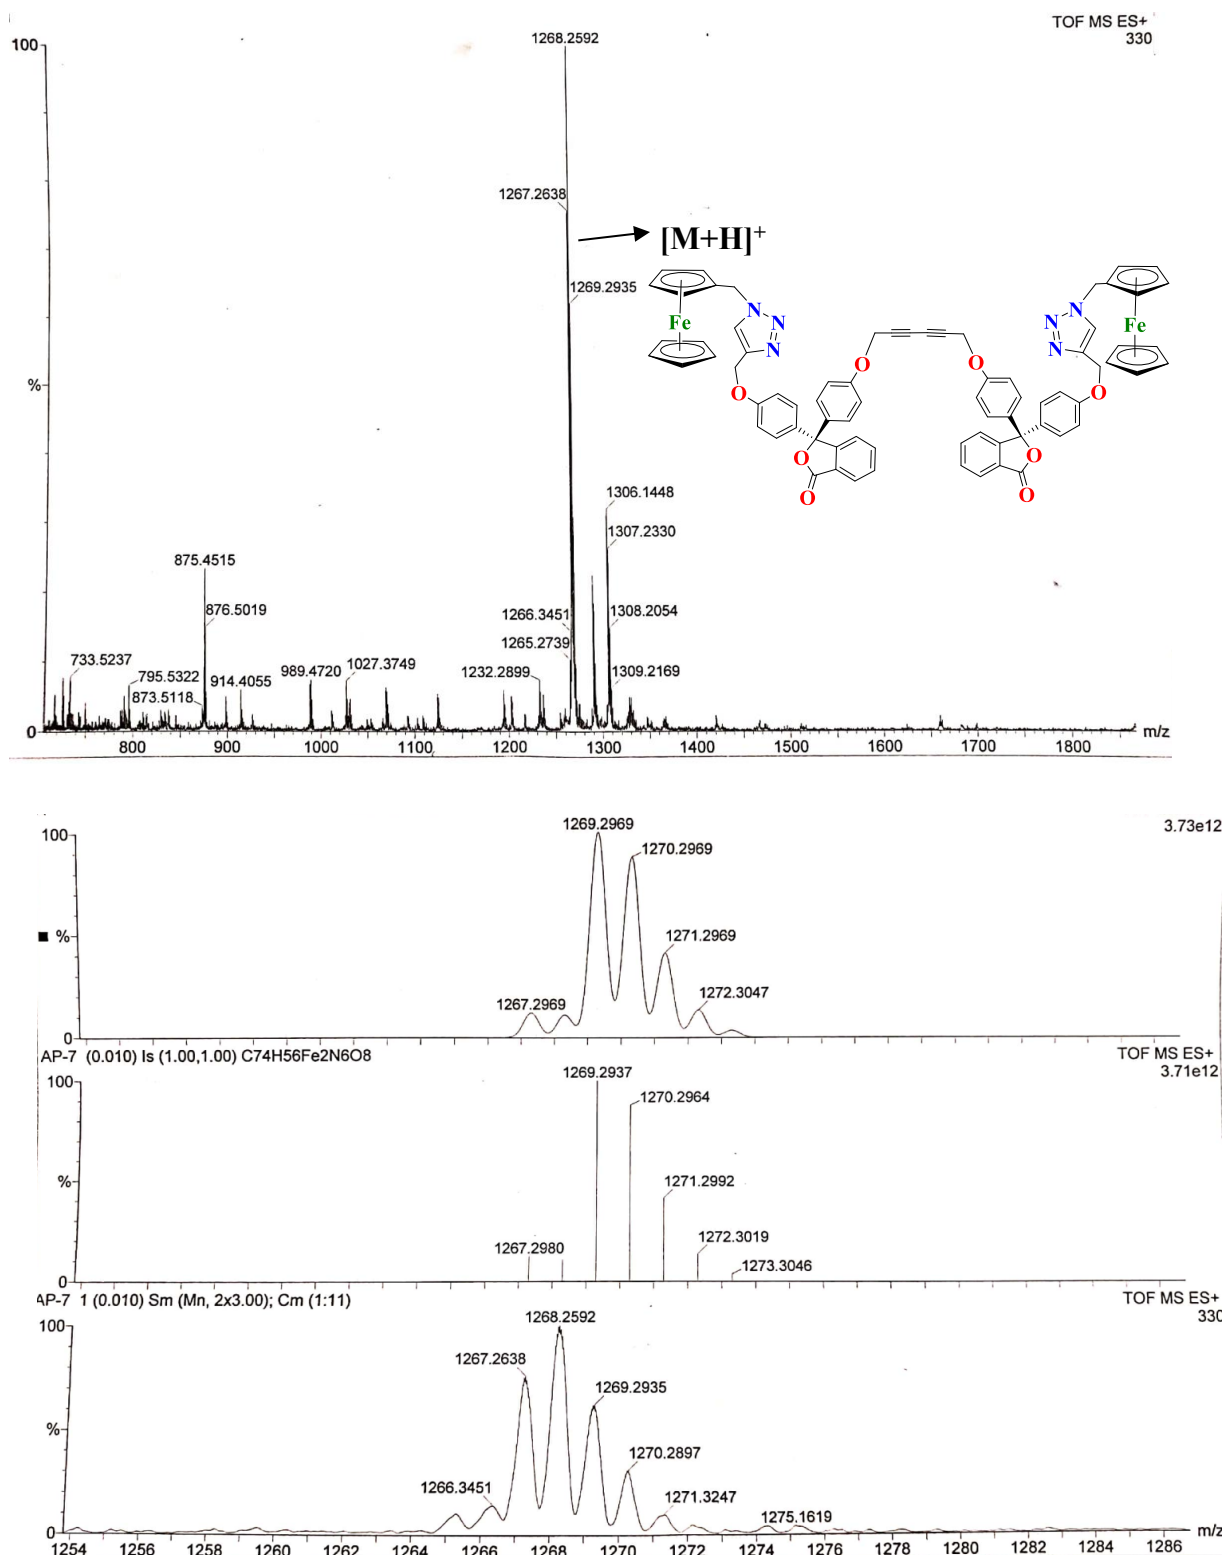 TOF MS ES+
330
100
1268.2592
1267.2638
[M+H]+
1269.2935
Fe
N
N
N
N
N
N
Fe
O
O
O
O
O
O
O
O
%
1306.1448
1307.2330
875.4515
876.5019
1266.3451
1308.2054
1265.2739
733.5237
795.5322
989.4720
1027.3749
1232.2899
1309.2169
873.5118
914.4055
0
m/z
800
1000
1100
1200
1300
1400
1500
1600
1700
1800
1269.2969
3.73e12
100
1270.2969
%
1271.2969
1267.2969
1272.3047
0
AP-7 (0.010) Is (1.00,1.00) C74H56Fe2N6O8
TOF MS ES+
3.71e12
100
1269.2937
1270.2964
%
1271.2992
1267.2980
1272.3019
1273.3046
0
AP-7 1 (0.010) Sm (Mn, 2x3.00); Cm (1:11)
TOF MS ES+
330
100
1268.2592
1267.2638
1269.2935
%
1270.2897
1266.3451
1271.3247
1275.1619
0
m/z
1254 1256 1258 1260 1262 1264 1266 1268 1270 1272 1274 1276 1278 1280 1282 1284 1286